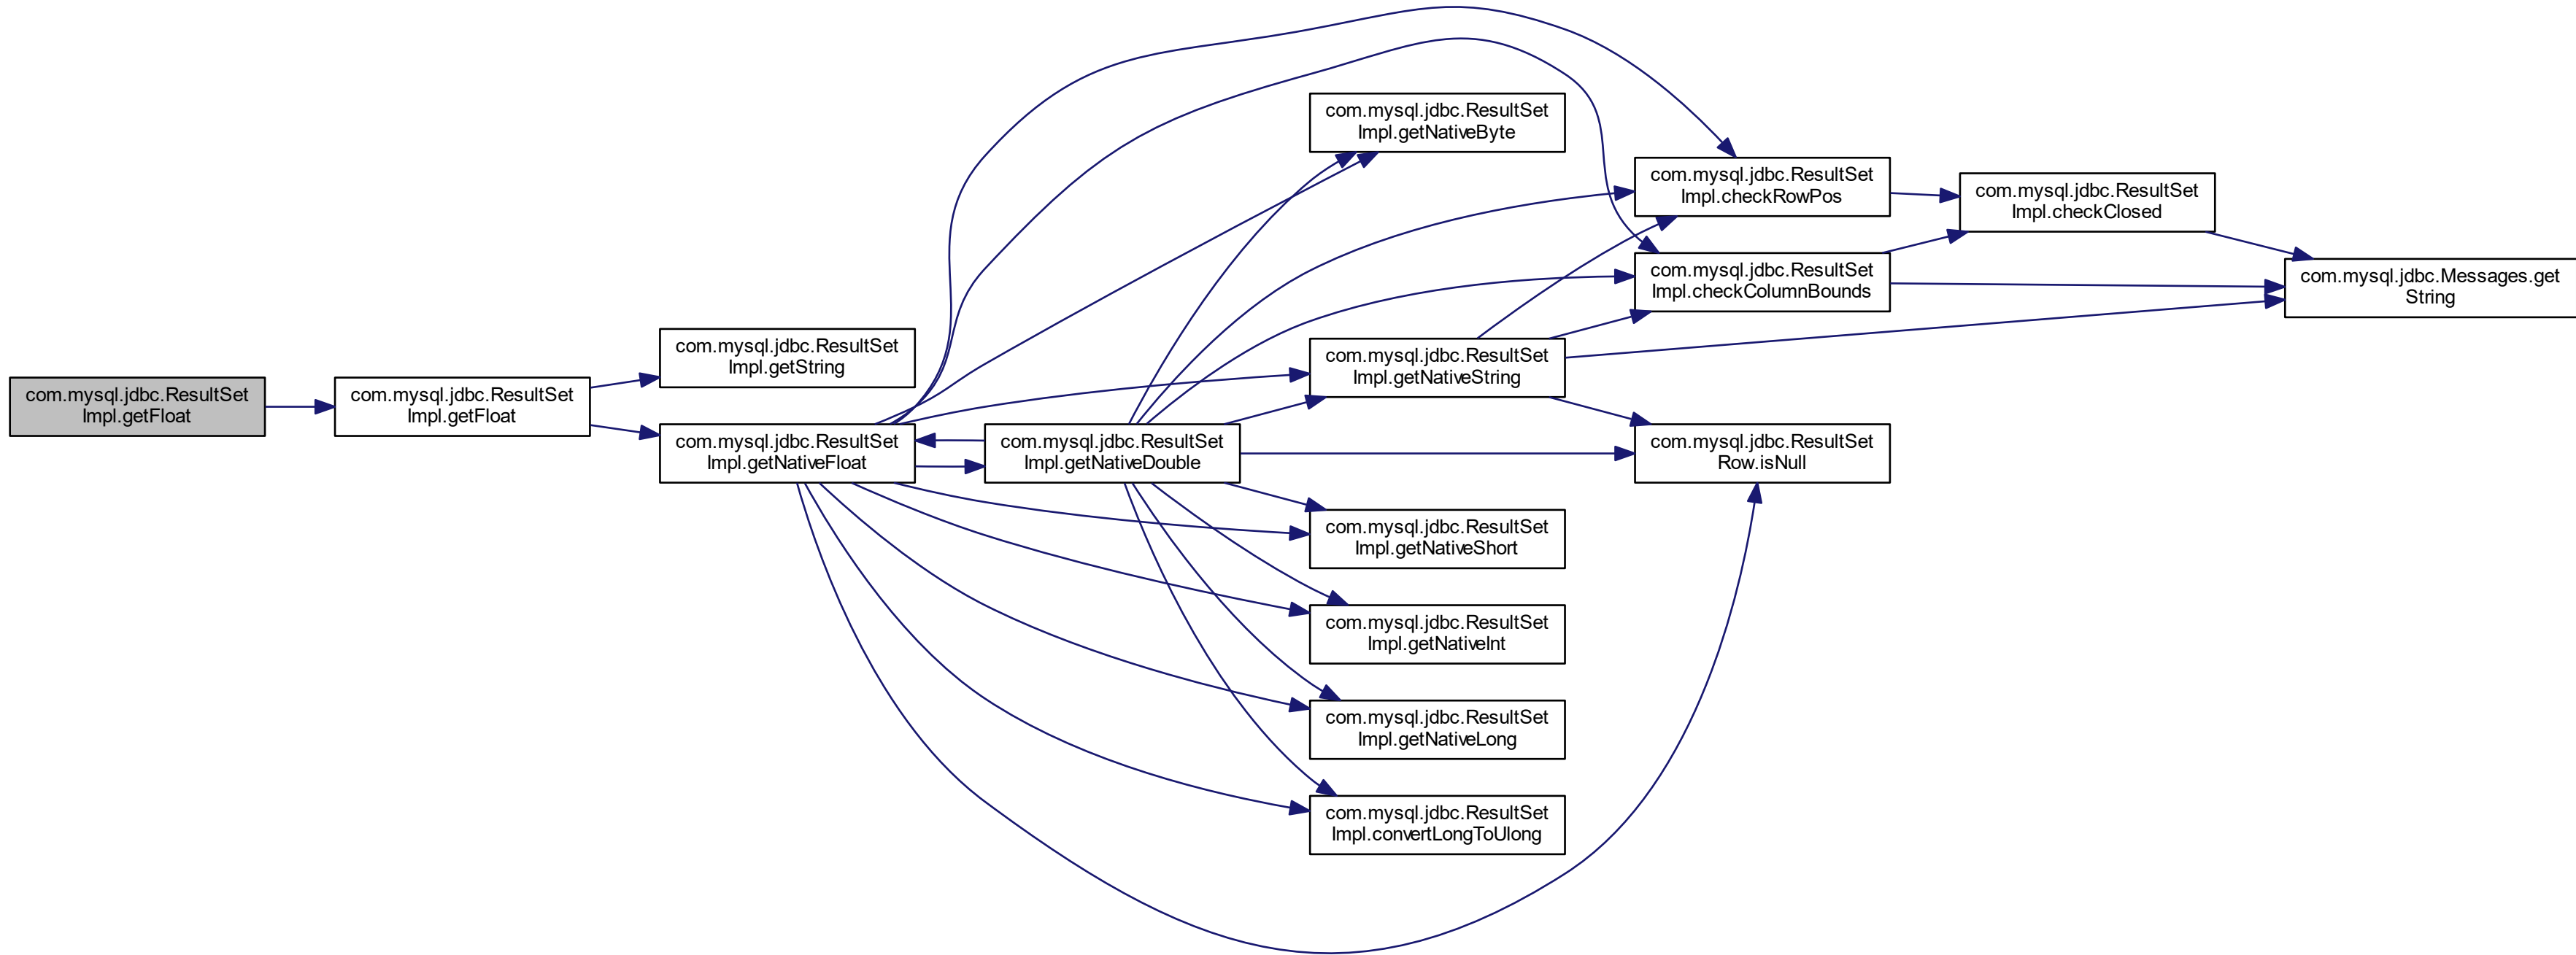 com.mysql.jdbc.ResultSet
Impl.getFloat
com.mysql.jdbc.ResultSet
Impl.getFloat
com.mysql.jdbc.ResultSet
Impl.getString
com.mysql.jdbc.ResultSet
Impl.getNativeFloat
com.mysql.jdbc.ResultSet
Impl.getNativeDouble
com.mysql.jdbc.ResultSet
Impl.getNativeByte
com.mysql.jdbc.ResultSet
Impl.getNativeString
com.mysql.jdbc.ResultSet
Impl.getNativeShort
com.mysql.jdbc.ResultSet
Impl.getNativeInt
com.mysql.jdbc.ResultSet
Impl.getNativeLong
com.mysql.jdbc.ResultSet
Impl.convertLongToUlong
com.mysql.jdbc.ResultSet
Impl.checkRowPos
com.mysql.jdbc.ResultSet
Impl.checkColumnBounds
com.mysql.jdbc.ResultSet
Row.isNull
com.mysql.jdbc.ResultSet
Impl.checkClosed
com.mysql.jdbc.Messages.get
String